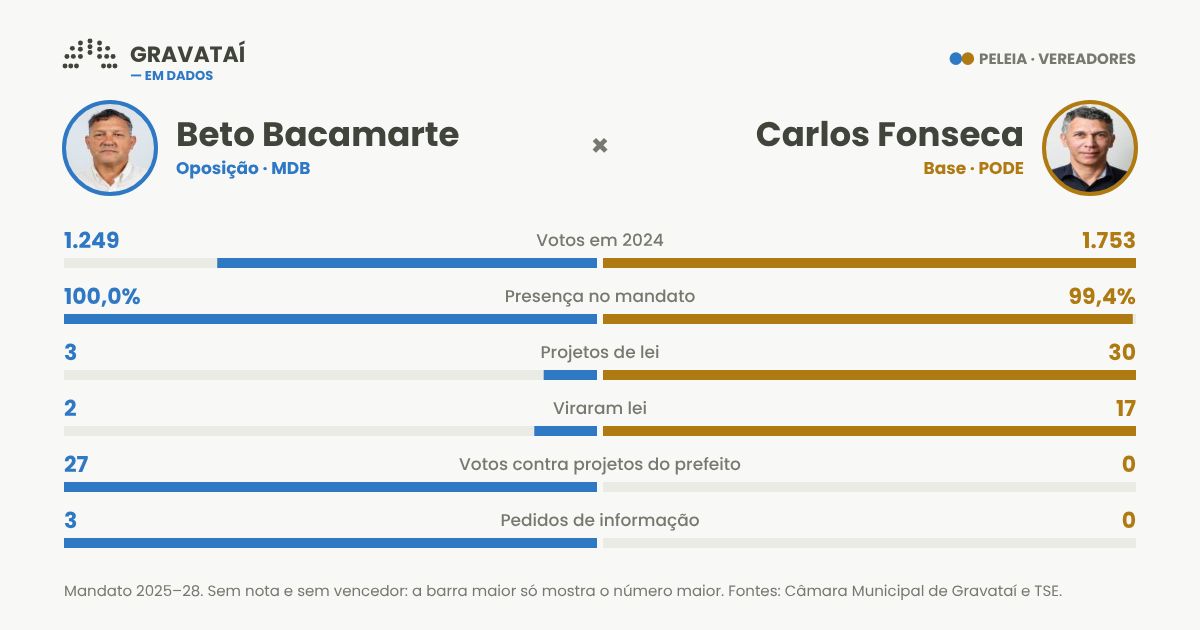 GRAVATAÍ
— EM DADOS
PELEIA · VEREADORES
Beto Bacamarte
Oposição · MDB
×
Carlos Fonseca
Base · PODE
1.249 Votos em 2024 1.753
100,0% Presença no mandato 99,4%
3 Projetos de lei 30
2 Viraram lei 17
27 Votos contra projetos do prefeito 0
3 Pedidos de informação 0
Mandato 2025–28. Sem nota e sem vencedor: a barra maior só mostra o número maior. Fontes: Câmara Municipal de Gravataí e TSE.